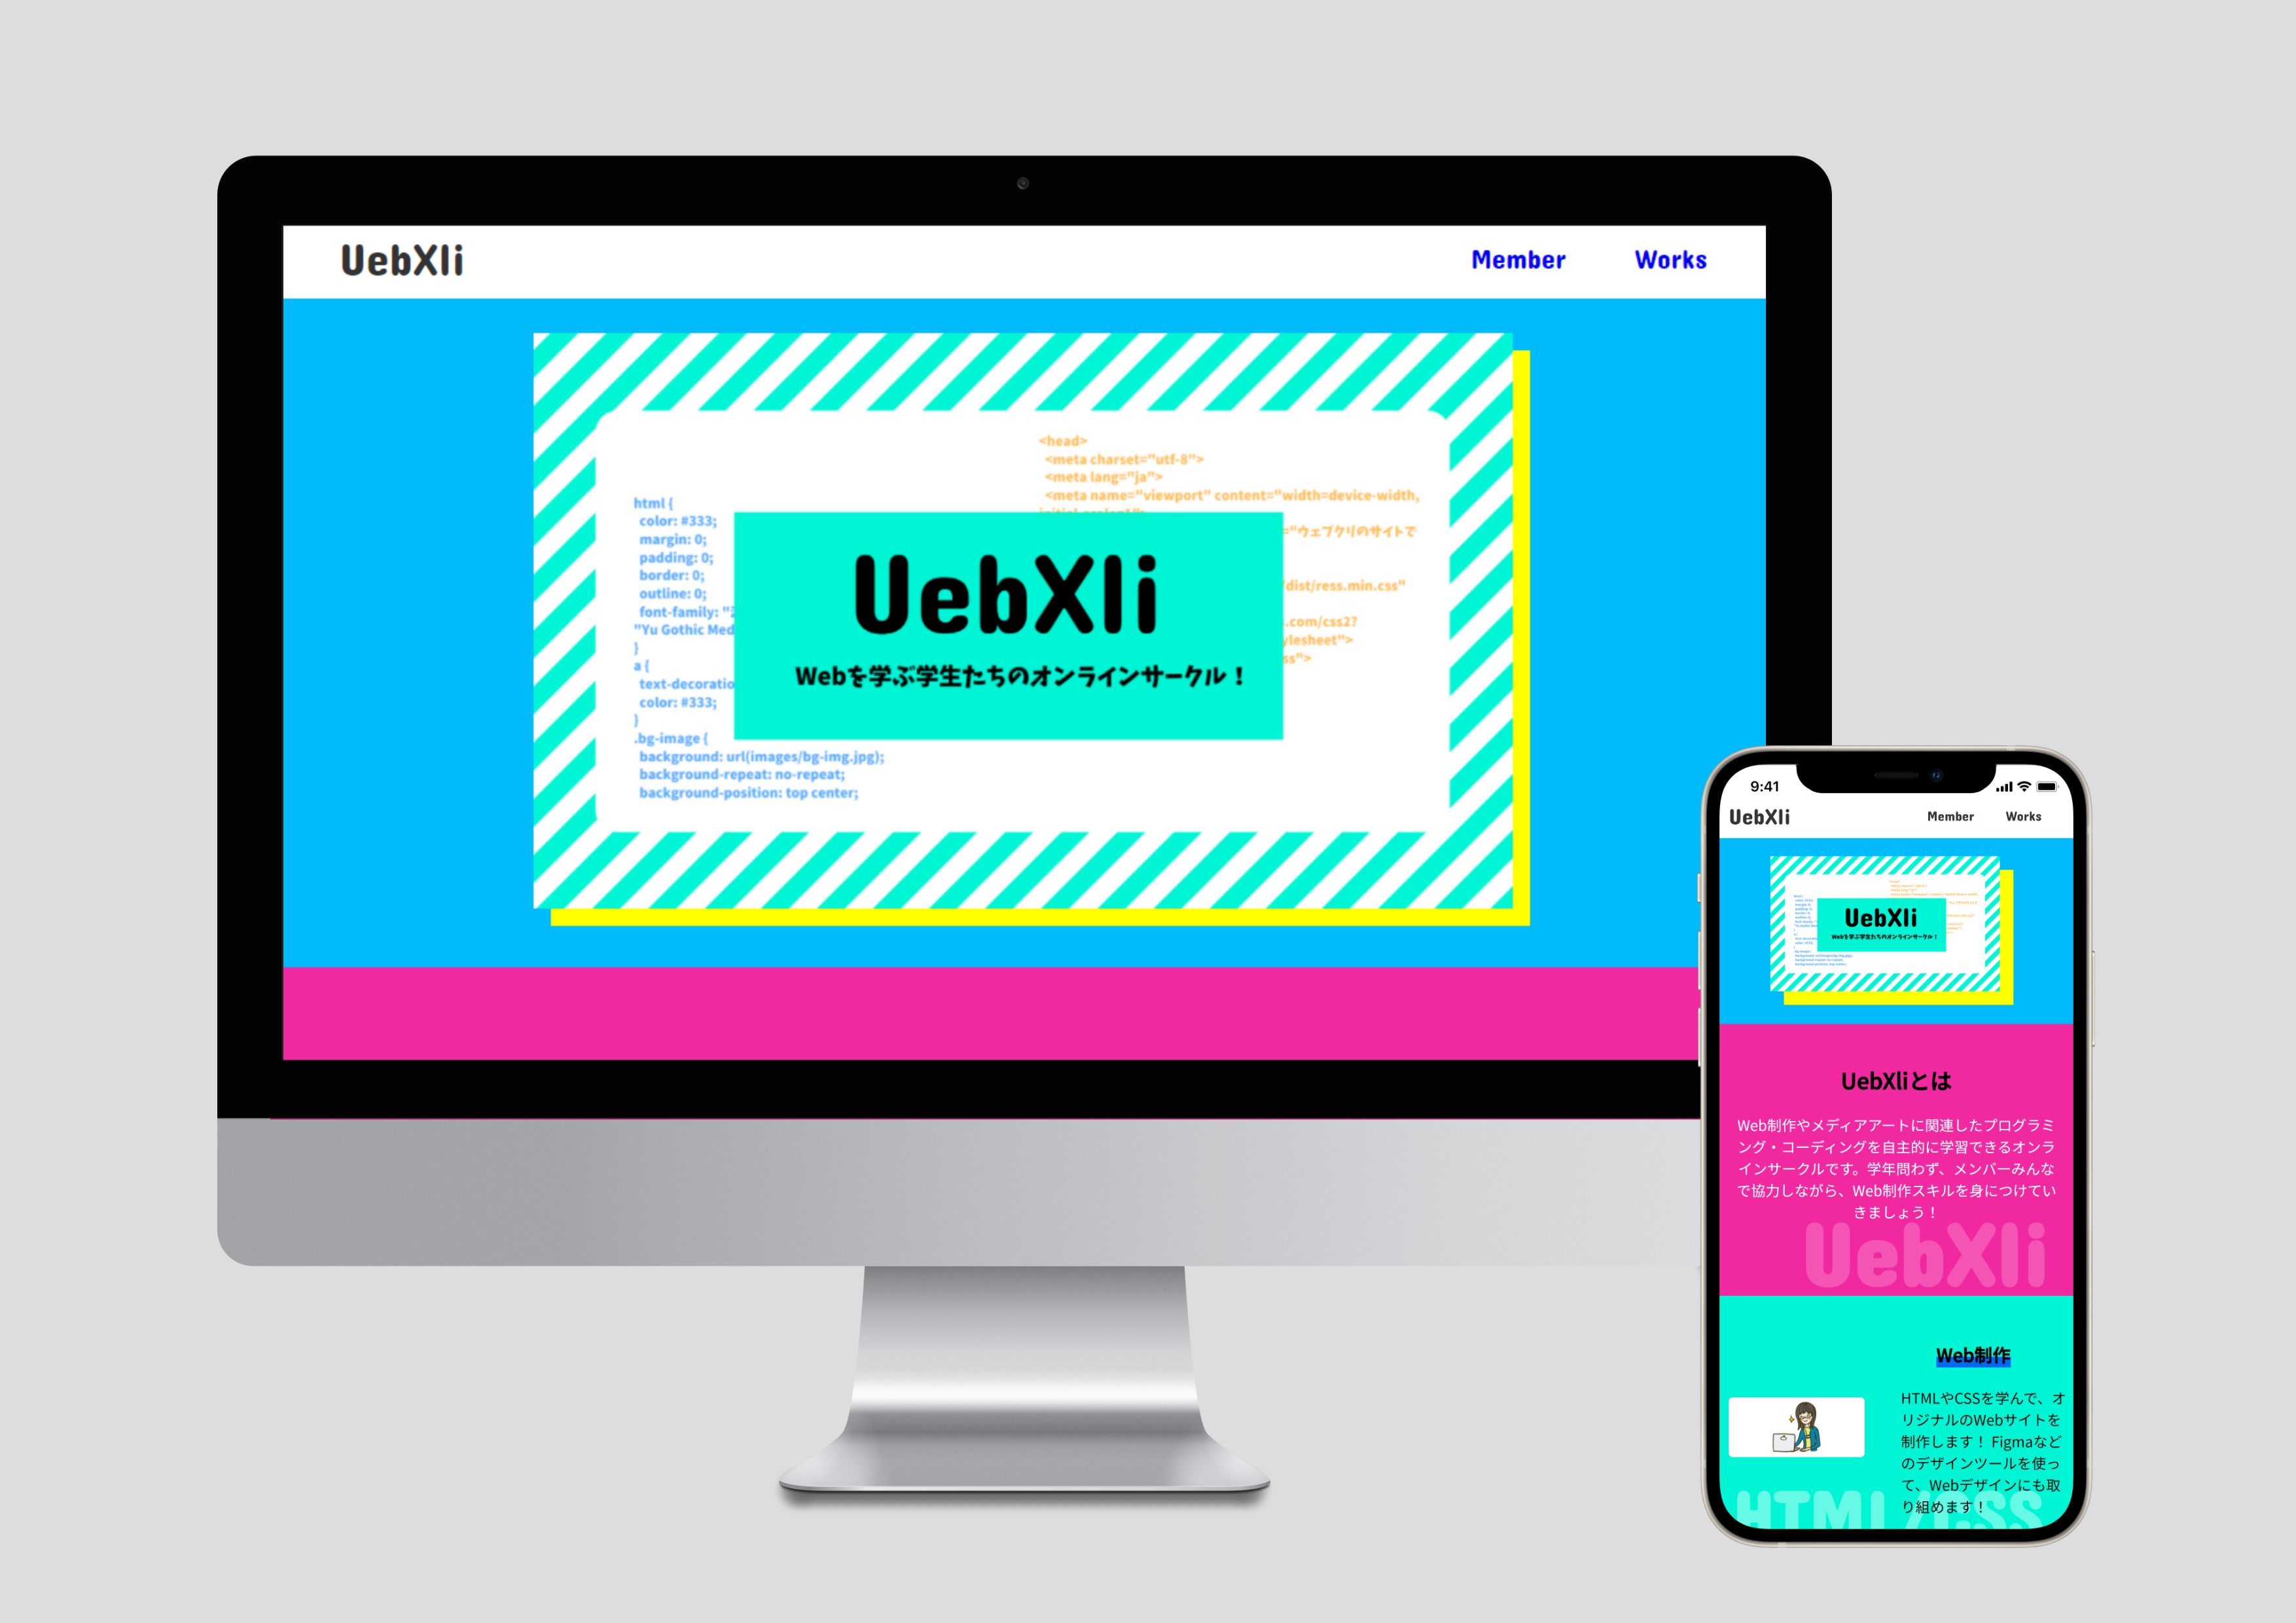 UebXli
Member
Works
<head>
<meta charset="utf-8">
<meta lang="ja">
<meta name="viewport" content="width=device-width,
="ウェブクリのサイトで
/dist/ress.min.css"
.com/css2?
ylesheet">
ss">
html {
color: #333;
margin: 0;
padding: 0;
border: 0;
outline: 0;
font-family: "
"Yu Gothic Med
}
a {
text-decoratio
color: #333;
}
.bg-image {
background: url(images/bg-img.jpg);
background-repeat: no-repeat;
background-position: top center;
UebXli
Webを学ぶ学生たちのオンラインサークル！
9:41
UebXli
Member
Works
UebXli
Webを学ぶ学生たちのオンラインサークル！
UebXliとは
Web制作やメディアアートに関連したプログラミ
ング・コーディングを自主的に学習できるオンラ
インサークルです。学年問わず、メンバーみんな
で協力しながら、Web制作スキルを身につけてい
きましょう！
UebXli
Web制作
HTMLやCSSを学んで、オ
リジナルのWebサイトを
制作します！ Figmaなど
のデザインツールを使っ
て、Webデザインにも取
り組めます！
HTML/CSS